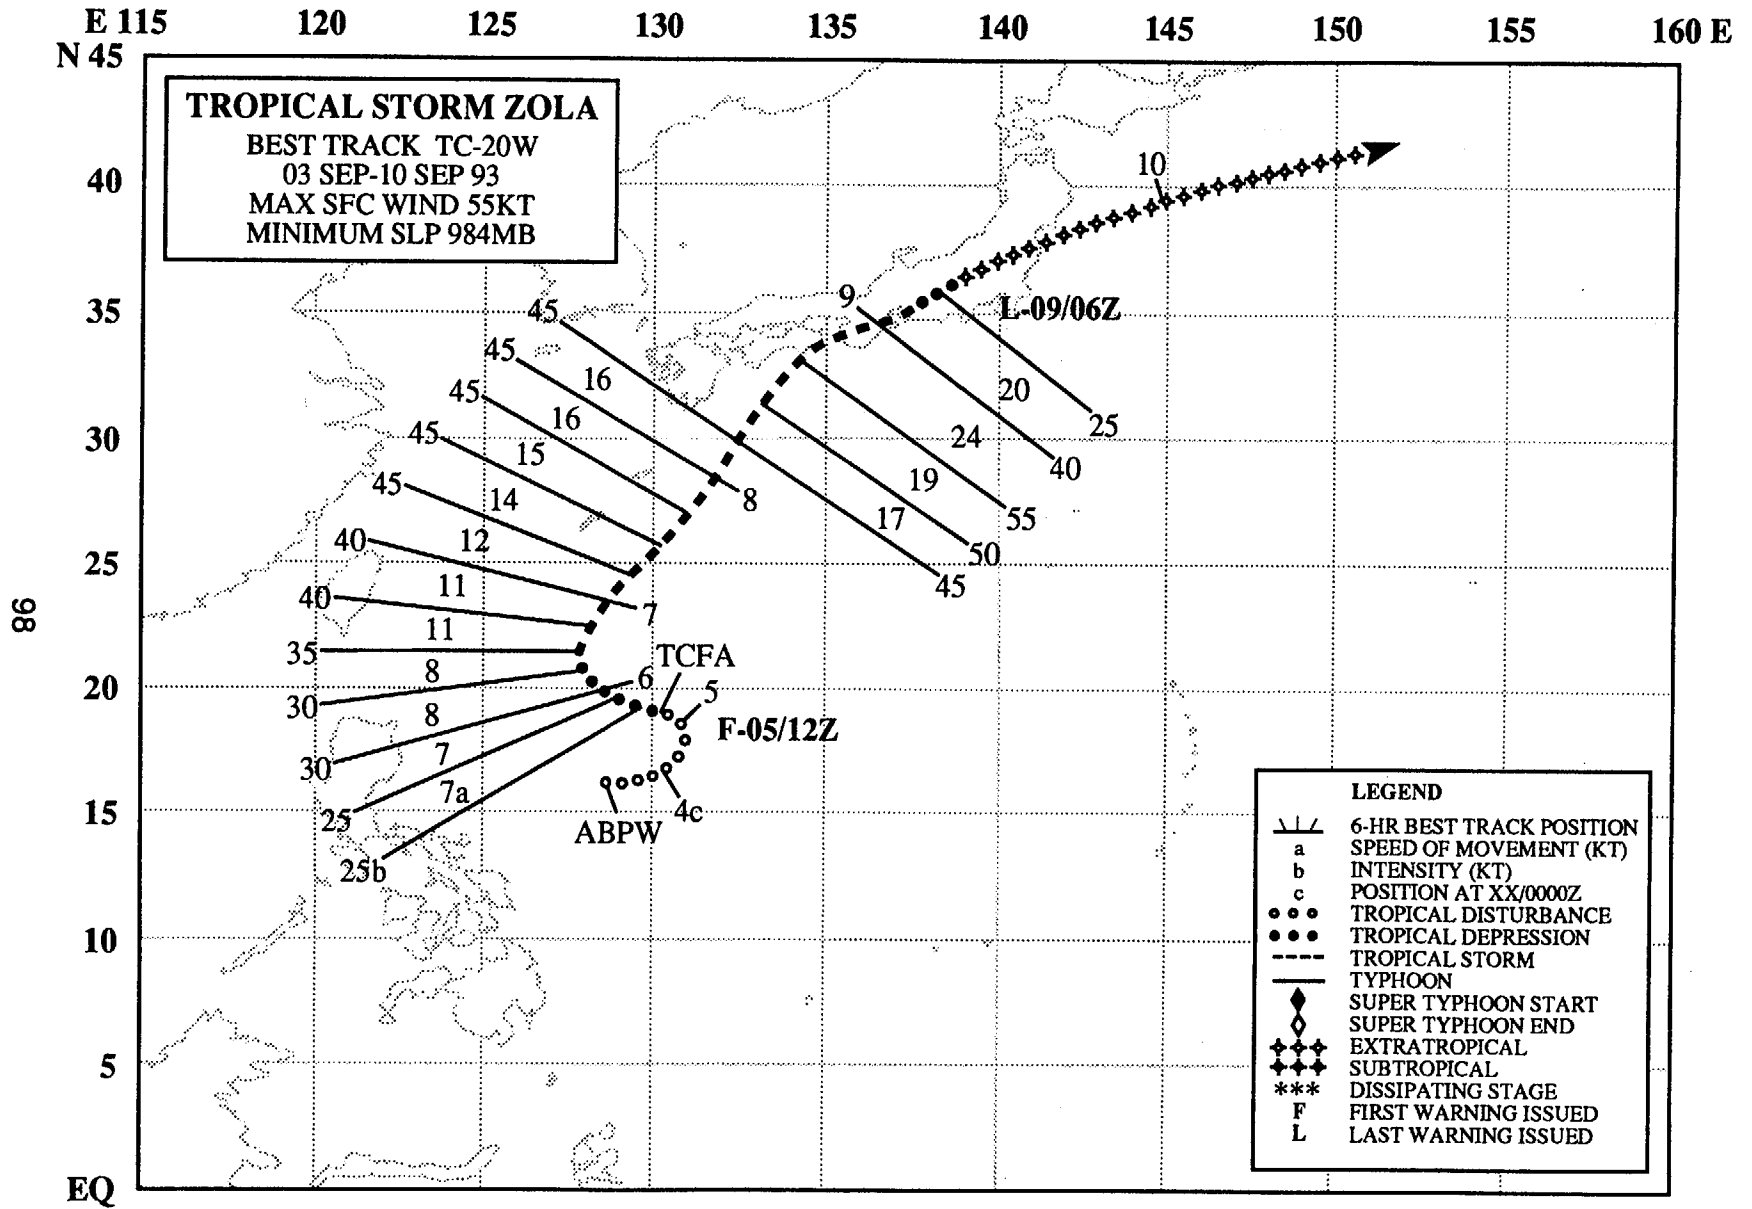 E 115 120 125 130 135 140 145 150 155 160 E
N 45
TROPICAL STORM ZOLA
BEST TRACK TC-20W
03 SEP-10 SEP 93
MAX SFC WIND 55KT
MINIMUM SLP 984MB
10
40
9
35
45
L-09/06Z
45
16
20
45
16
25
30
45
15
24
40
45
14
19
8
55
40
12
17
50
25
11
45
40
11
7
35
8
TCFA
20
30
8
6
5
F-05/12Z
30
7
7a
15
25
ABPW
4c
25b
98
10
5
EQ
LEGEND
6-HR BEST TRACK POSITION
a SPEED OF MOVEMENT (KT)
b INTENSITY (KT)
c POSITION AT XX/0000Z
TROPICAL DISTURBANCE
TROPICAL DEPRESSION
TROPICAL STORM
TYPHOON
SUPER TYPHOON START
SUPER TYPHOON END
EXTRATROPICAL
SUBTROPICAL
*** DISSIPATING STAGE
F FIRST WARNING ISSUED
L LAST WARNING ISSUED